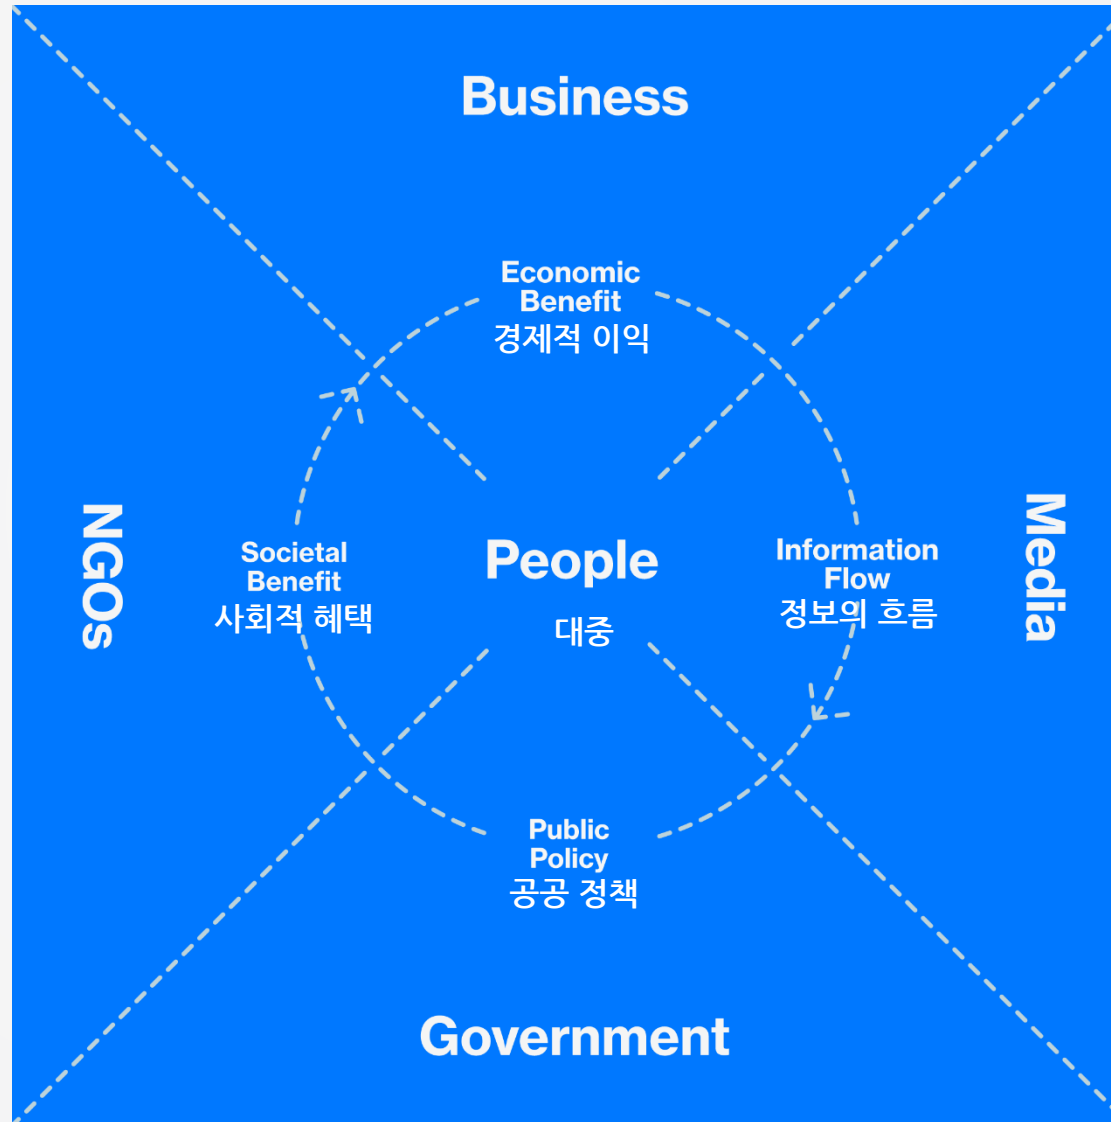 Business
Economic
Benefit
경제적 이익
NGOs
Societal
Benefit
사회적 혜택
People
대중
Information
Flow
정보의 흐름
Media
Public
Policy
공공 정책
Government